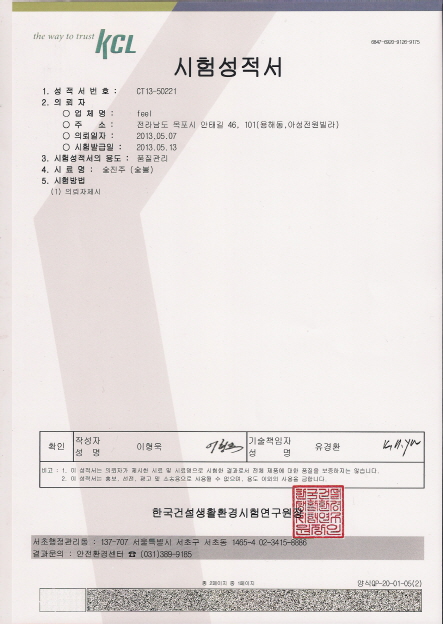 the way to trust KCL
0847-6920-9126-9175
시험성적서
1. 성 적 서 번 호 : CT13-50221
2. 의 뢰 자
○ 업 체 명 : feel
○ 주 소 : 전라남도 목포시 안태길 46, 101(용해동,아성전원빌라)
○ 의뢰일자 : 2013.05.07
○ 시험발급일 : 2013.05.13
3. 시험성적서의 용도 : 품질관리
4. 시 료 명 : 술진주 (술볼)
5. 시험방법
(1) 의뢰자제시
확인 작성자 성 명 이형욱 기술책임자 성 명 유경환
비고 : 1. 이 성적서는 의뢰자가 제시한 시료 및 시료명으로 시험한 결과로서 전체 제품에 대한 품질을 보증하지는 않습니다.
2. 이 성적서는 홍보, 선전, 광고 및 소송용으로 사용될 수 없으며, 용도 이외의 사용을 금합니다.
한국건설생활환경시험연구원장
서초행정관리동 : 137-707 서울특별시 서초구 서초동 1465-4 02-3415-8886
결과문의 : 안전환경센터 ☎ (031)389-9185
총 2페이지 중 1페이지
양식QP-20-01-05(2)